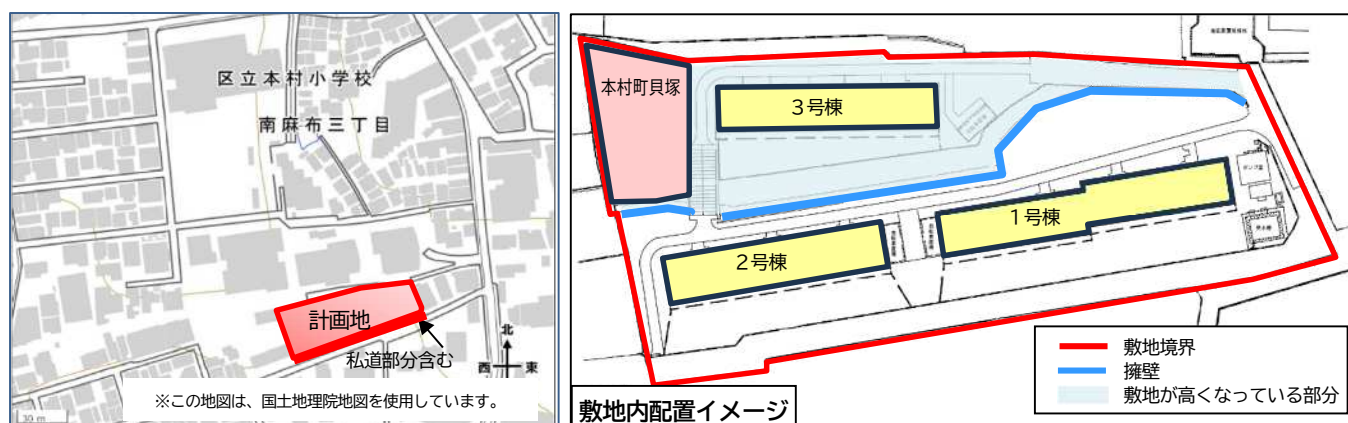 区立本村小学校
南麻布三丁目
計画地
私道部分含む
北
西 東
※この地図は、国土地理院地図を使用しています。
30 m
本村町貝塚
3号棟
1号棟
2号棟
敷地境界
擁壁
敷地が高くなっている部分
敷地内配置イメージ